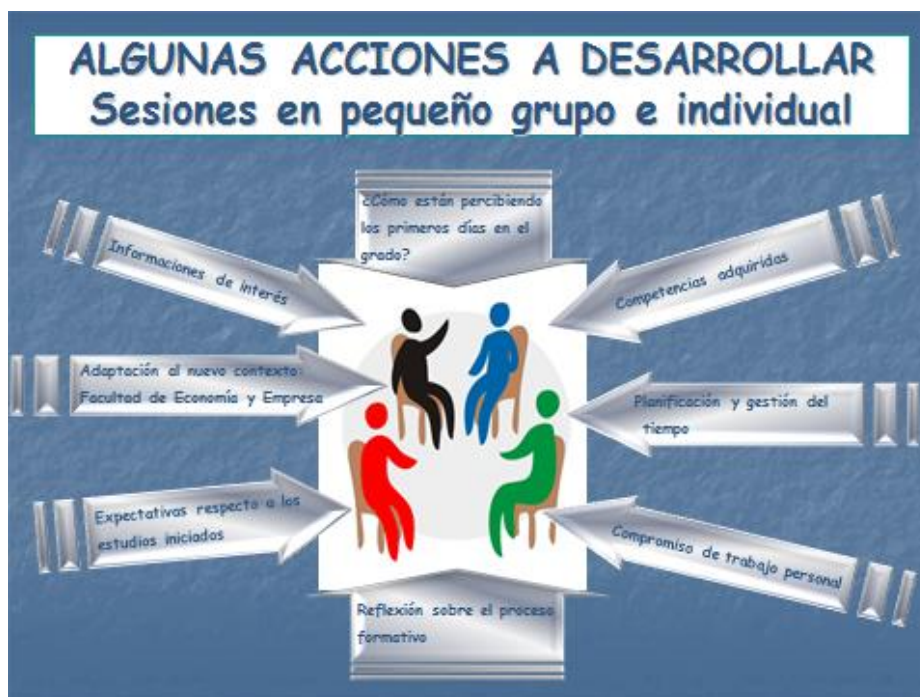 ALGUNAS ACCIONES A DESARROLLAR
Sesiones en pequeño grupo e individual
¿Cómo están percibiendo
los primeros días en el
grado?
Informaciones de interés
Competencias adquiridas
Adaptación al nuevo contexto:
Facultad de Economía y Empresa
Planificación y gestión del
tiempo
Expectativas respecto a los
estudios iniciados
Compromiso de trabajo personal
Reflexión sobre el proceso
formativo